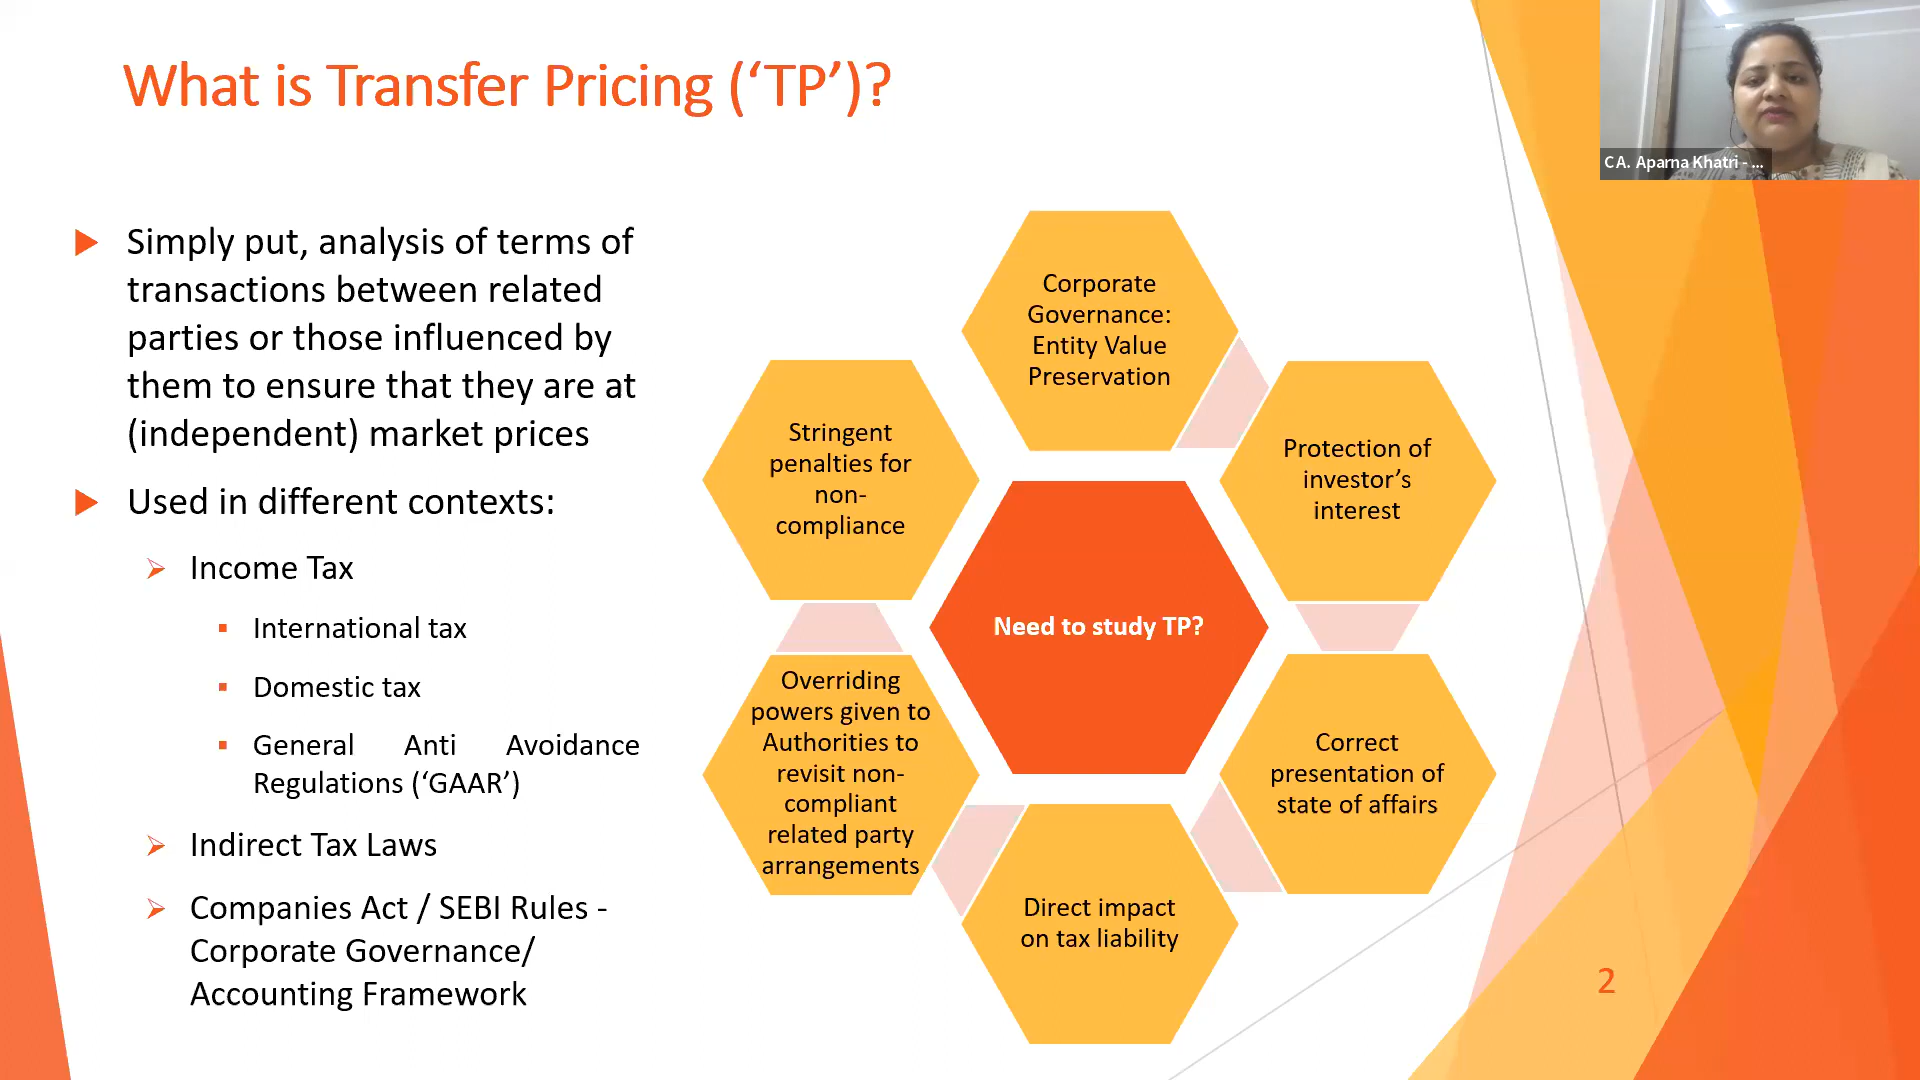 What is Transfer Pricing (‘TP’)?
CA. Aparna Khatri - ...
Simply put, analysis of terms of
transactions between related
parties or those influenced by
them to ensure that they are at
(independent) market prices
Used in different contexts:
Income Tax
International tax
Domestic tax
General Anti Avoidance
Regulations (‘GAAR’)
Indirect Tax Laws
Companies Act / SEBI Rules -
Corporate Governance/
Accounting Framework
Corporate
Governance:
Entity Value
Preservation
Protection of
investor’s
interest
Correct
presentation of
state of affairs
Direct impact
on tax liability
Overriding
powers given to
Authorities to
revisit non-
compliant
related party
arrangements
Stringent
penalties for
non-
compliance
Need to study TP?
2